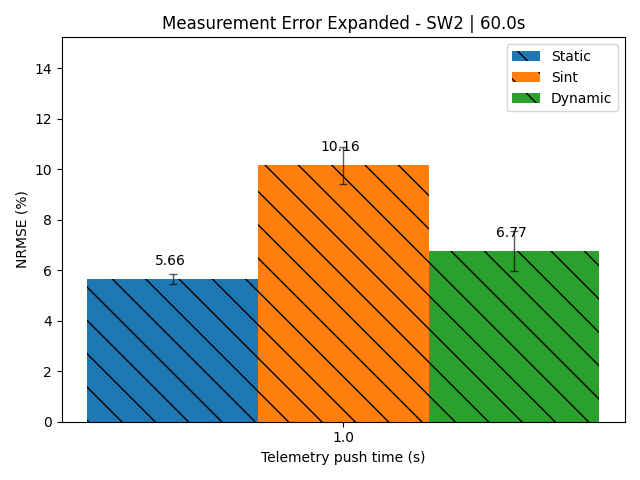 Measurement Error Expanded - SW2 | 60.0s
Static
Sint
Dynamic
14
12
10
8
6
4
2
0
NRMSE (%)
5.66
10.16
6.77
1.0
Telemetry push time (s)